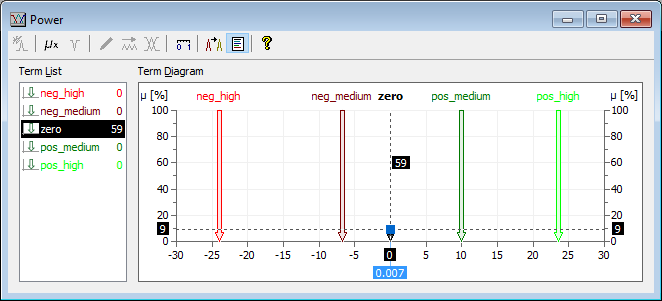 Power
μx
0 1
?
Term List
Term Diagram
neg_high 0
neg_medium 0
zero 59
pos_medium 0
pos_high 0
μ [%] neg_high neg_medium zero pos_medium pos_high μ [%]
100 100
80 80
60 59 60
40 40
20 20
9 9
0 0
-30 -25 -20 -15 -10 -5 0 5 10 15 20 25 30
0.007